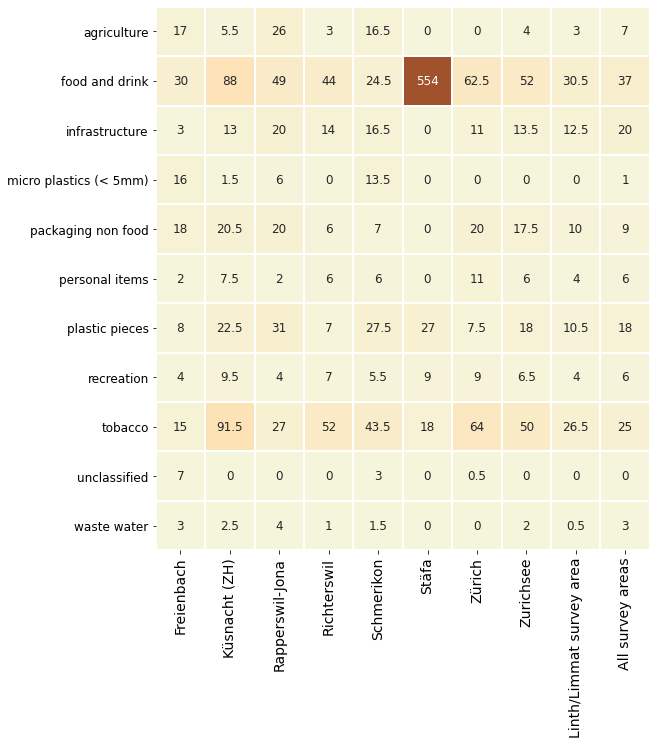 agriculture 17 5.5 26 3 16.5 0 0 4 3 7
food and drink 30 88 49 44 24.5 554 62.5 52 30.5 37
infrastructure 3 13 20 14 16.5 0 11 13.5 12.5 20
micro plastics (< 5mm) 16 1.5 6 0 13.5 0 0 0 0 1
packaging non food 18 20.5 20 6 7 0 20 17.5 10 9
personal items 2 7.5 2 6 6 0 11 6 4 6
plastic pieces 8 22.5 31 7 27.5 27 7.5 18 10.5 18
recreation 4 9.5 4 7 5.5 9 9 6.5 4 6
tobacco 15 91.5 27 52 43.5 18 64 50 26.5 25
unclassified 7 0 0 0 3 0 0.5 0 0 0
waste water 3 2.5 4 1 1.5 0 0 2 0.5 3
Freienbach
Küsnacht (ZH)
Rapperswil-Jona
Richterswil
Schmerikon
Stäfa
Zürich
Zurichsee
Linth/Limmat survey area
All survey areas